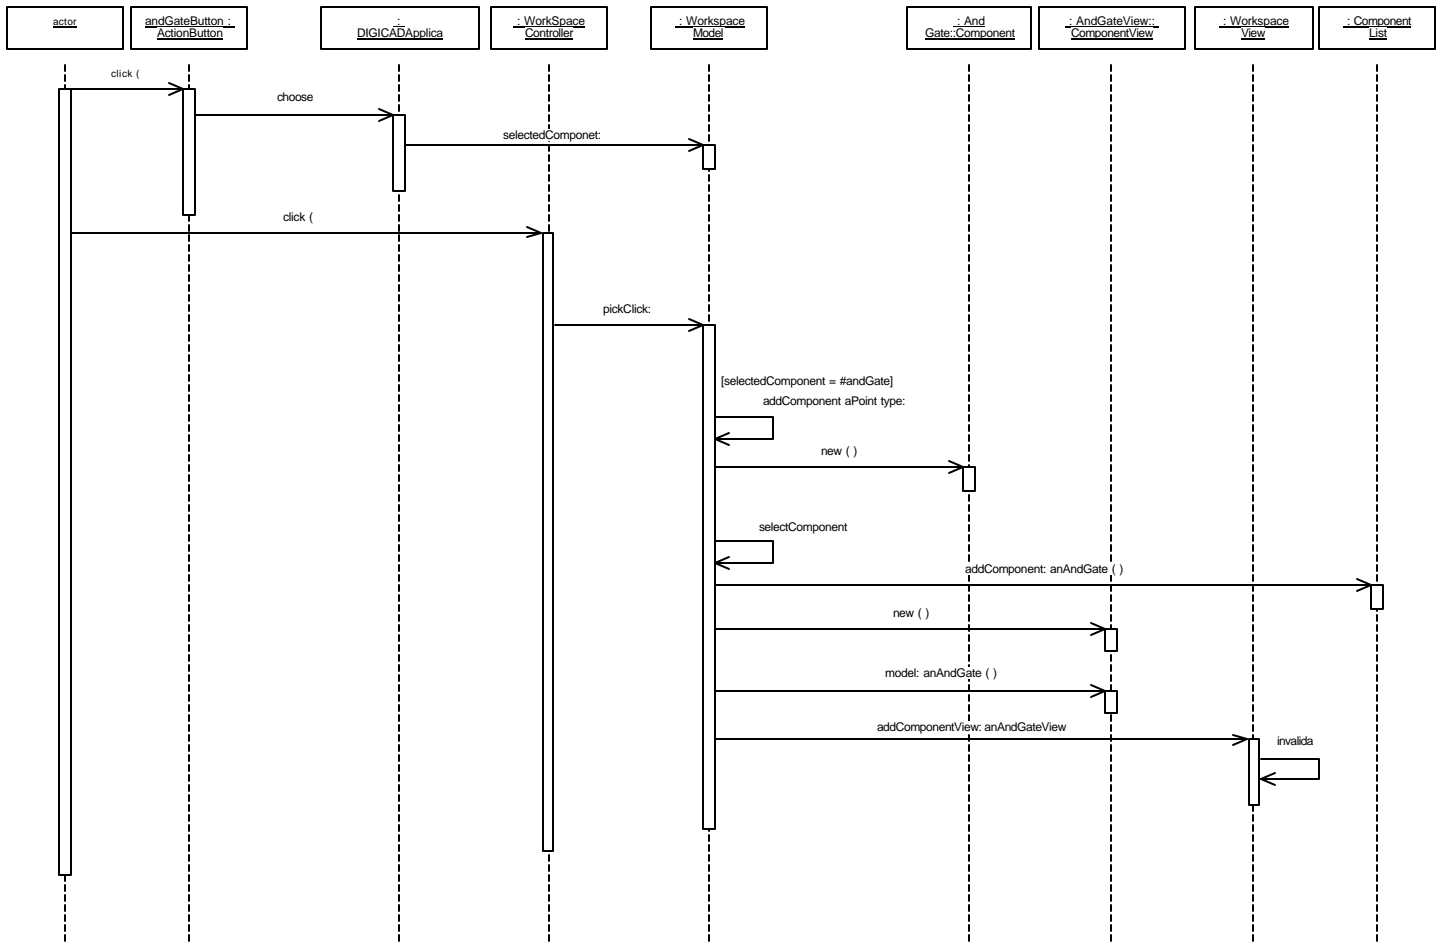 actor
andGateButton :
ActionButton
:
DIGICADApplica
: WorkSpace
Controller
: Workspace
Model
: And
Gate::Component
: AndGateView::
ComponentView
: Workspace
View
: Component
List
click (
choose
selectedComponet:
click (
pickClick:
[selectedComponent = #andGate]
addComponent aPoint type:
new ( )
selectComponent
addComponent: anAndGate ( )
new ( )
model: anAndGate ( )
addComponentView: anAndGateView
invalida